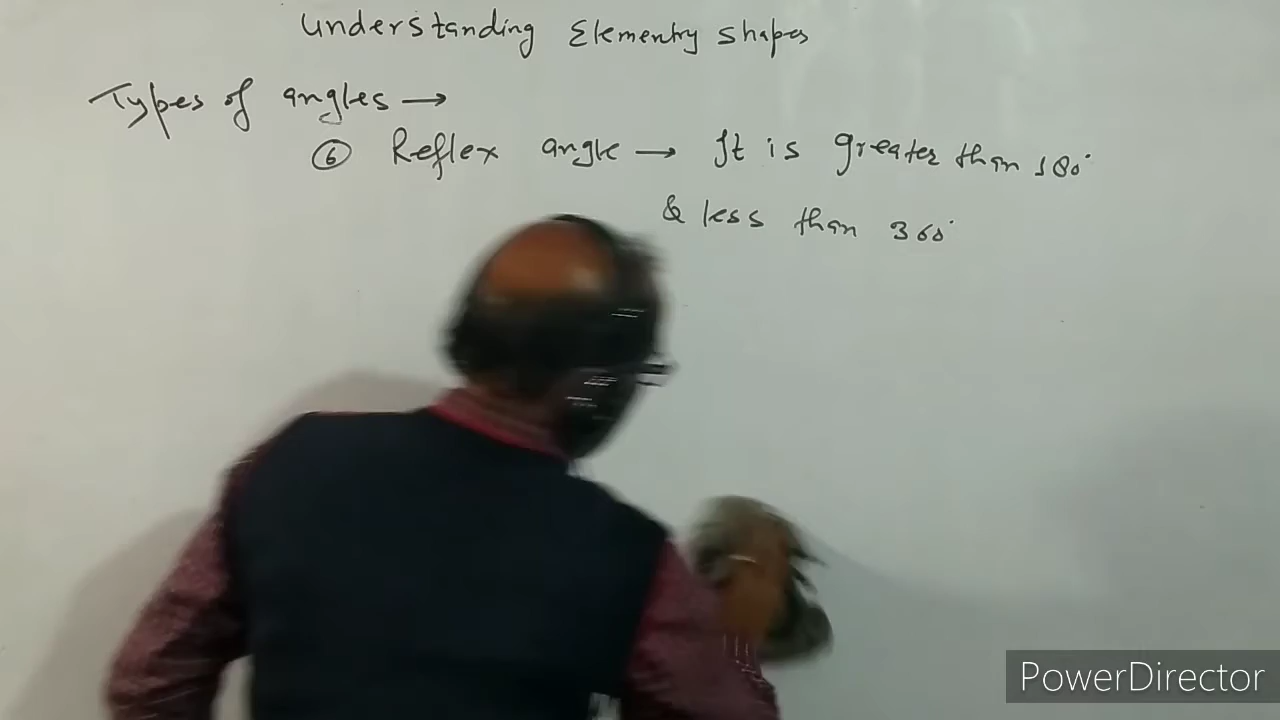 Understanding Elementry shapes
Types of angles →
⑥ Reflex angle → It is greater than 180°
& less than 360°
PowerDirector